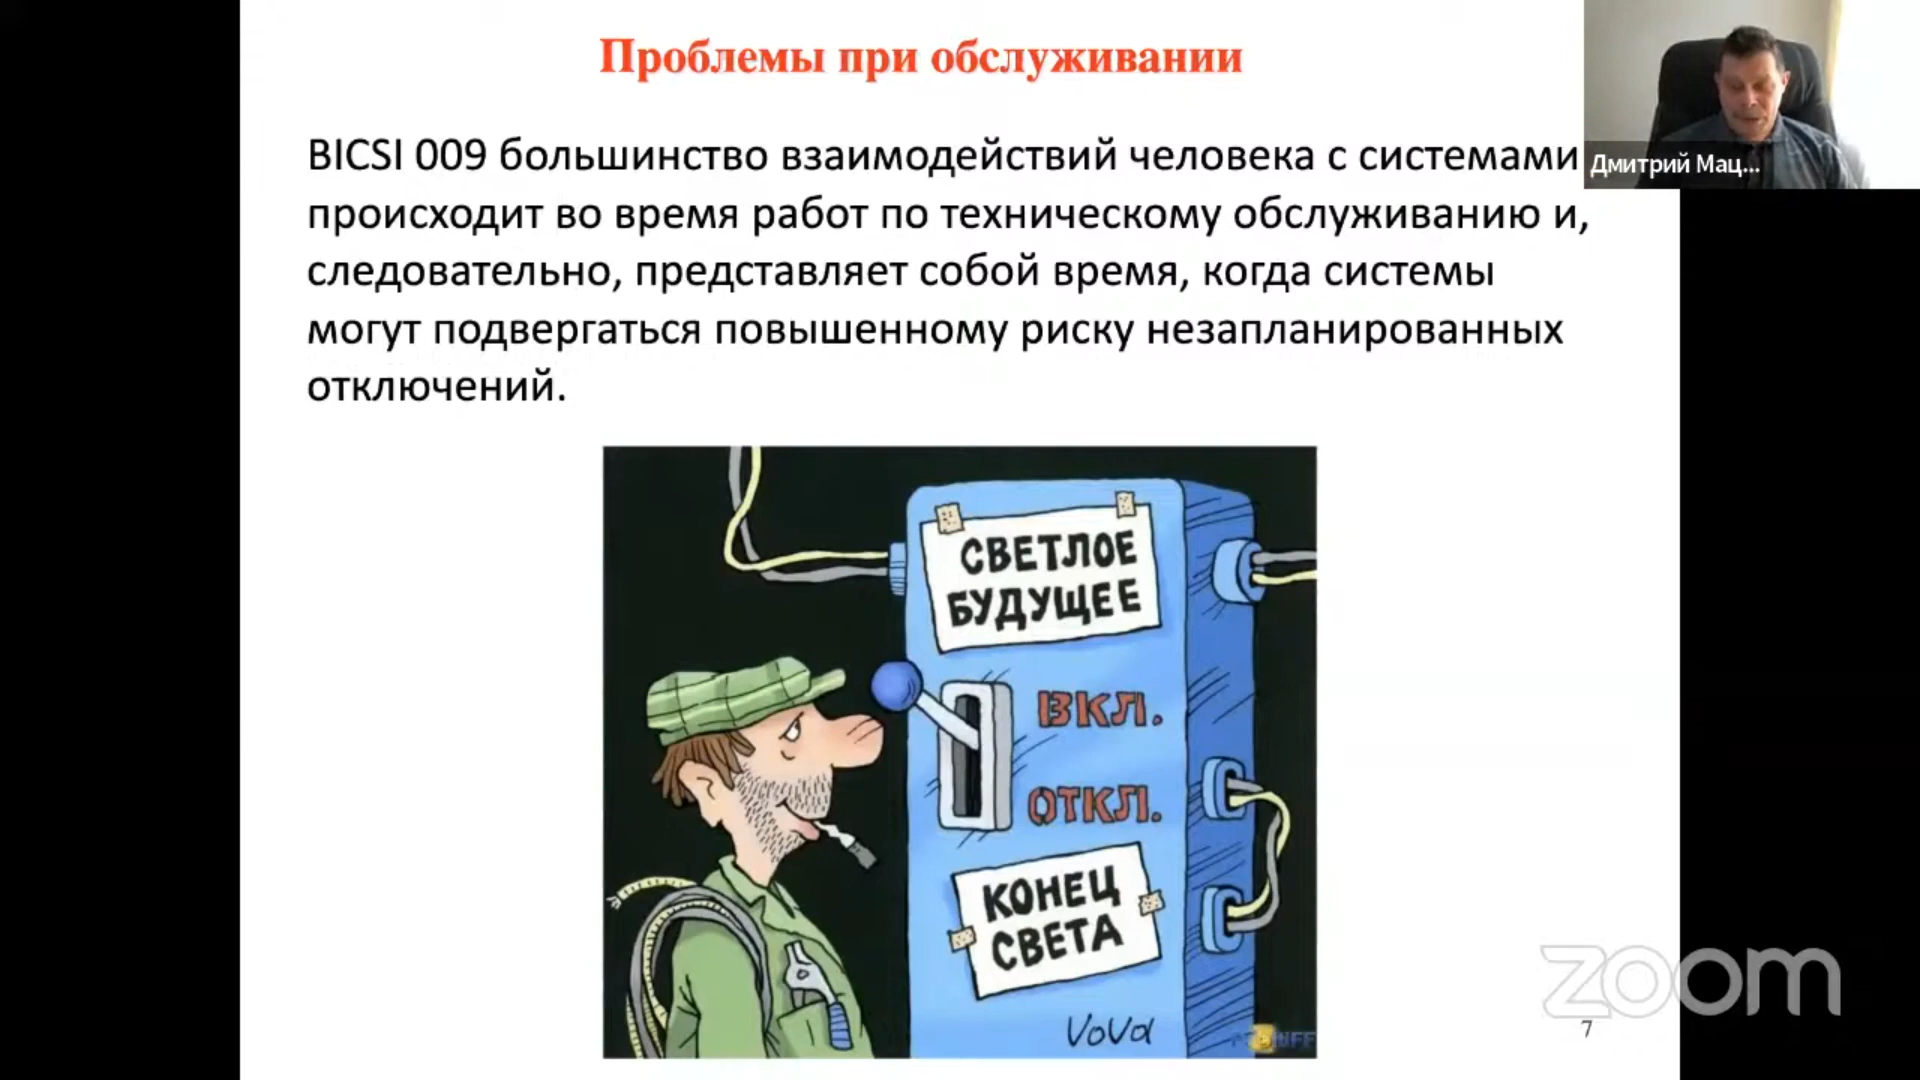 Проблемы при обслуживании
BICSI 009 большинство взаимодействий человека с системами
происходит во время работ по техническому обслуживанию и,
следовательно, представляет собой время, когда системы
могут подвергаться повышенному риску незапланированных
отключений.
Дмитрий Мац...
СВЕТЛОЕ
БУДУЩЕЕ
ВКЛ.
ОТКЛ.
КОНЕЦ
СВЕТА
Vova
zoom
7